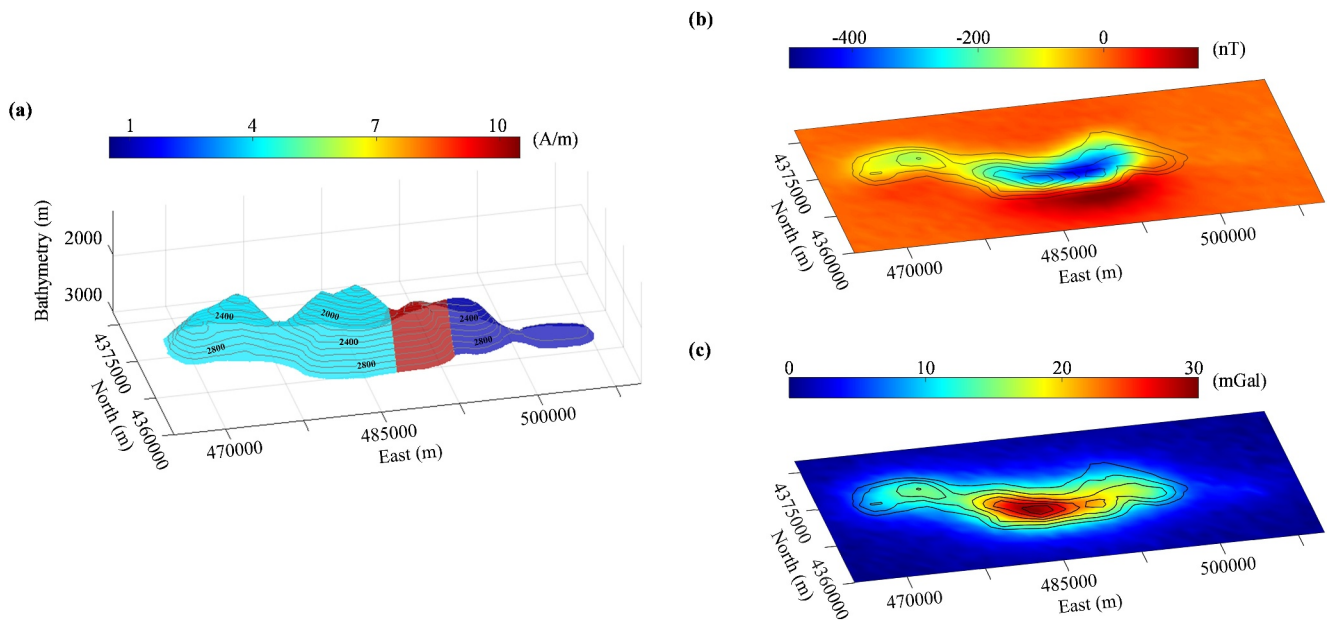 (a)
1 4 7 10
(A/m)
Bathymetry (m)
2000
3000
2400
2000
2400
2400
2800
2800
2800
4375000
4360000
North (m)
470000
485000
500000
East (m)
(b)
-400 -200 0
(nT)
4375000
4360000
North (m)
470000
485000
500000
East (m)
(c)
0 10 20 30
(mGal)
4375000
4360000
North (m)
470000
485000
500000
East (m)